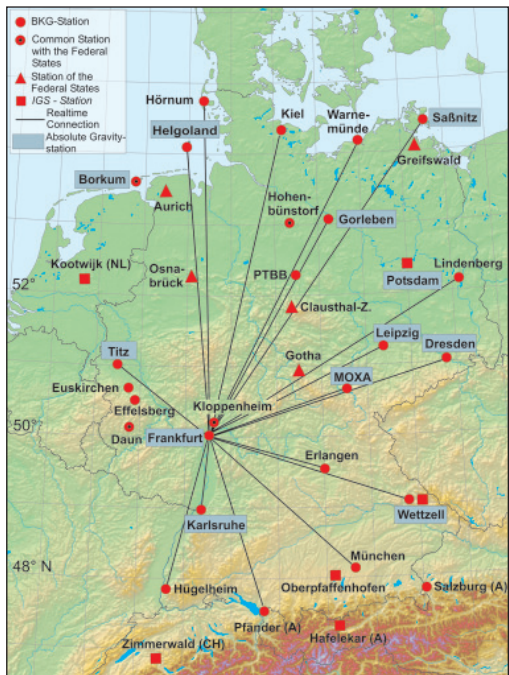 BKG-Station
Common Station
with the Federal
States
Station of the
Federal States
IGS - Station
Realtime
Connection
Absolute Gravity-
station
Hörnum
Kiel
Warne-
münde
Saßnitz
Helgoland
Greifswald
Borkum
Aurich
Hohen-
bünstorf
Gorleben
Kootwijk (NL)
Osna-
brück
PTBB
Potsdam
Lindenberg
52°
Clausthal-Z.
Titz
Leipzig
Dresden
Gotha
MOXA
Euskirchen
Effelsberg
Kloppenheim
50°
Daun
Frankfurt
Erlangen
Wettzell
Karlsruhe
München
48° N
Hügelheim
Oberpfaffenhofen
Salzburg (A)
Pfänder (A)
Hafelekar (A)
Zimmerwald (CH)